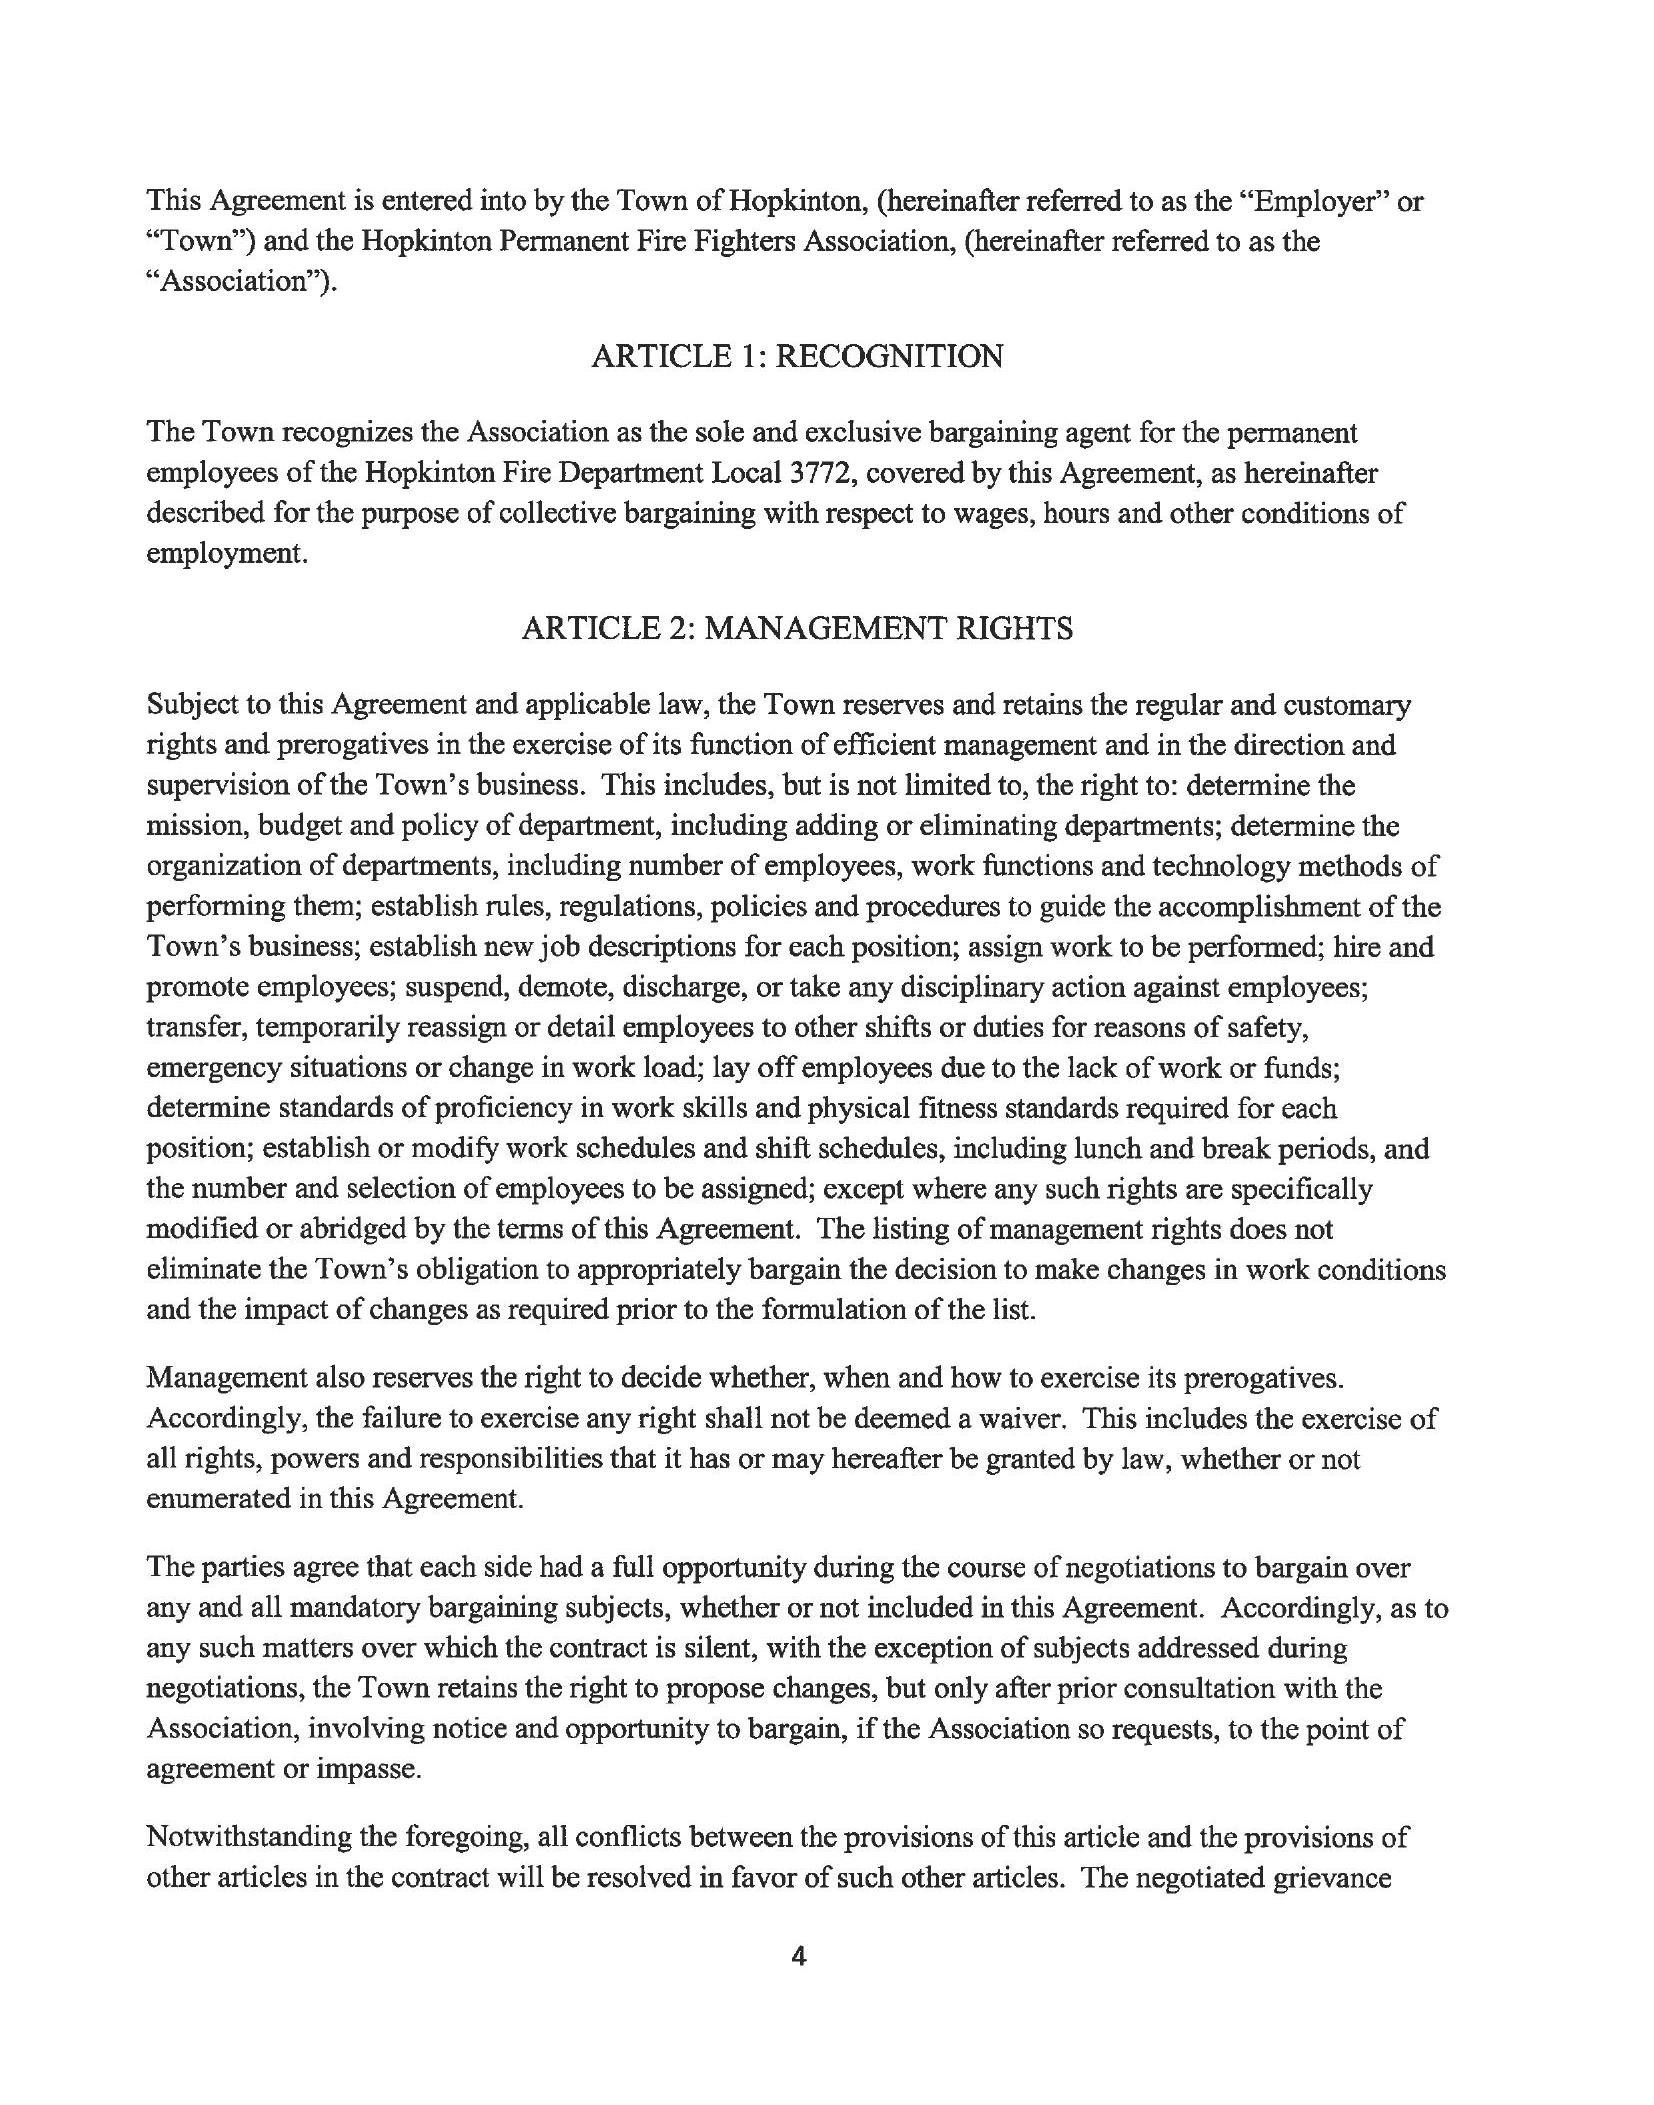 This Agreement is entered into by the Town of Hopkinton, (hereinafter referred to as the “Employer” or
“Town”) and the Hopkinton Permanent Fire Fighters Association, (hereinafter referred to as the
“Association”).
ARTICLE 1: RECOGNITION
The Town recognizes the Association as the sole and exclusive bargaining agent for the permanent
employees of the Hopkinton Fire Department Local 3772, covered by this Agreement, as hereinafter
described for the purpose of collective bargaining with respect to wages, hours and other conditions of
employment.
ARTICLE 2: MANAGEMENT RIGHTS
Subject to this Agreement and applicable law, the Town reserves and retains the regular and customary
rights and prerogatives in the exercise of its function of efficient management and in the direction and
supervision of the Town’s business.  This includes, but is not limited to, the right to: determine the
mission, budget and policy of department, including adding or eliminating departments; determine the
organization of departments, including number of employees, work functions and technology methods of
performing them; establish rules, regulations, policies and procedures to guide the accomplishment of the
Town’s business; establish new job descriptions for each position; assign work to be performed; hire and
promote employees; suspend, demote, discharge, or take any disciplinary action against employees;
transfer, temporarily reassign or detail employees to other shifts or duties for reasons of safety,
emergency situations or change in work load; lay off employees due to the lack of work or funds;
determine standards of proficiency in work skills and physical fitness standards required for each
position; establish or modify work schedules and shift schedules, including lunch and break periods, and
the number and selection of employees to be assigned; except where any such rights are specifically
modified or abridged by the terms of this Agreement.  The listing of management rights does not
eliminate the Town’s obligation to appropriately bargain the decision to make changes in work conditions
and the impact of changes as required prior to the formulation of the list.
Management also reserves the right to decide whether, when and how to exercise its prerogatives.
Accordingly, the failure to exercise any right shall not be deemed a waiver.  This includes the exercise of
all rights, powers and responsibilities that it has or may hereafter be granted by law, whether or not
enumerated in this Agreement.
The parties agree that each side had a full opportunity during the course of negotiations to bargain over
any and all mandatory bargaining subjects, whether or not included in this Agreement.  Accordingly, as to
any such matters over which the contract is silent, with the exception of subjects addressed during
negotiations, the Town retains the right to propose changes, but only after prior consultation with the
Association, involving notice and opportunity to bargain, if the Association so requests, to the point of
agreement or impasse.
Notwithstanding the foregoing, all conflicts between the provisions of this article and the provisions of
other articles in the contract will be resolved in favor of such other articles.  The negotiated grievance
4